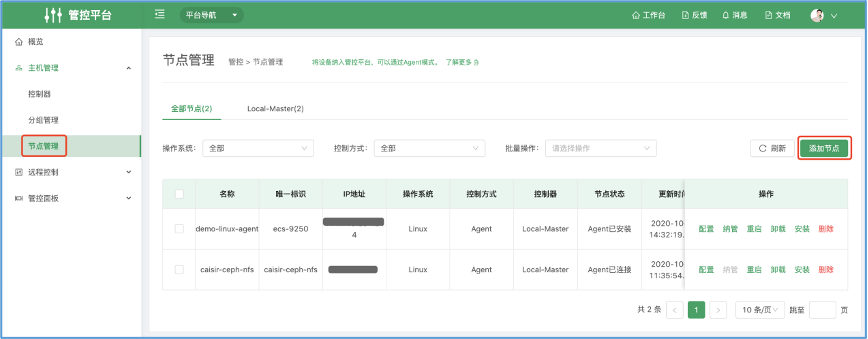 管控平台 平台导航 工作台 反馈 消息 文档
概览
主机管理
控制器
分组管理
节点管理
远程控制
管控面板
节点管理 管控 > 节点管理 将设备纳入管控平台，可以通过Agent模式。 了解更多
全部节点(2) Local-Master(2)
操作系统: 全部 控制方式: 全部 批量操作: 请选择操作 刷新 添加节点
名称 唯一标识 IP地址 操作系统 控制方式 控制器 节点状态 更新时间 操作
demo-linux-agent ecs-9250 4 Linux Agent Local-Master Agent已安装 2020-10- 14:32:19. 配置 纳管 重启 卸载 安装 删除
caisir-ceph-nfs caisir-ceph-nfs Linux Agent Local-Master Agent已连接 2020-10- 11:35:54. 配置 纳管 重启 卸载 安装 删除
共 2 条 < 1 > 10 条/页 跳至 页